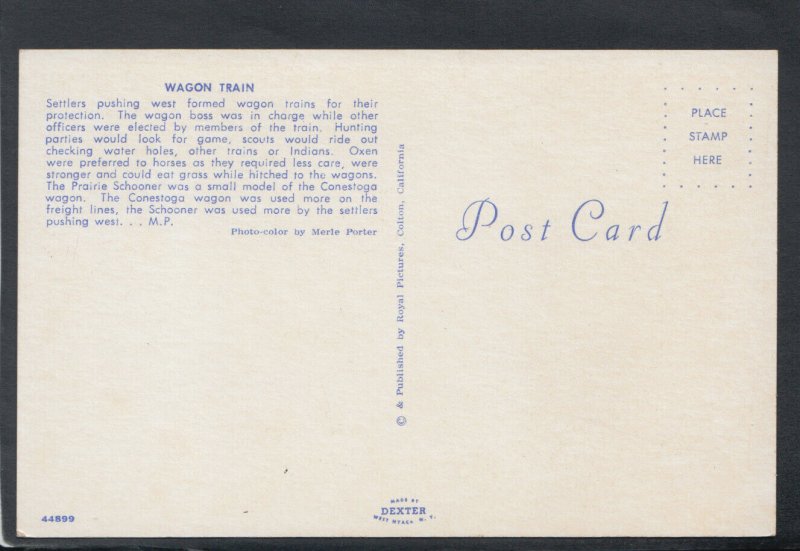 WAGON TRAIN
Settlers pushing west formed wagon trains for their
protection. The wagon boss was in charge while other
officers were elected by members of the train. Hunting
parties would look for game, scouts would ride out
checking water holes, other trains or Indians. Oxen
were preferred to horses as they required less care, were
stronger and could eat grass while hitched to the wagons.
The Prairie Schooner was a small model of the Conestoga
wagon. The Conestoga wagon was used more on the
freight lines, the Schooner was used more by the settlers
pushing west. . . M.P.
Photo-color by Merle Porter
© & Published by Royal Pictures, Colton, California
PLACE
STAMP
HERE
Post Card
44899
MADE BY
DEXTER
WEST NYACK N. Y.